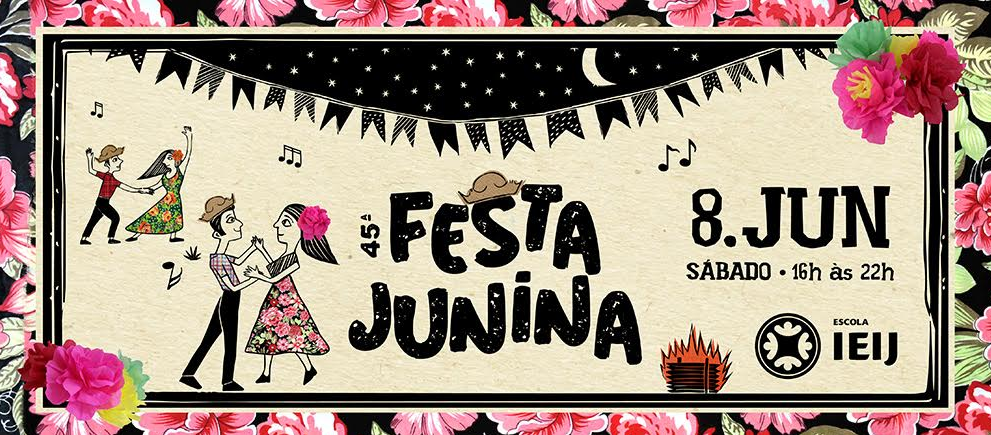 45ª
FESTA
JUNINA
8.JUN
SÁBADO • 16h às 22h
ESCOLA
IEIJ